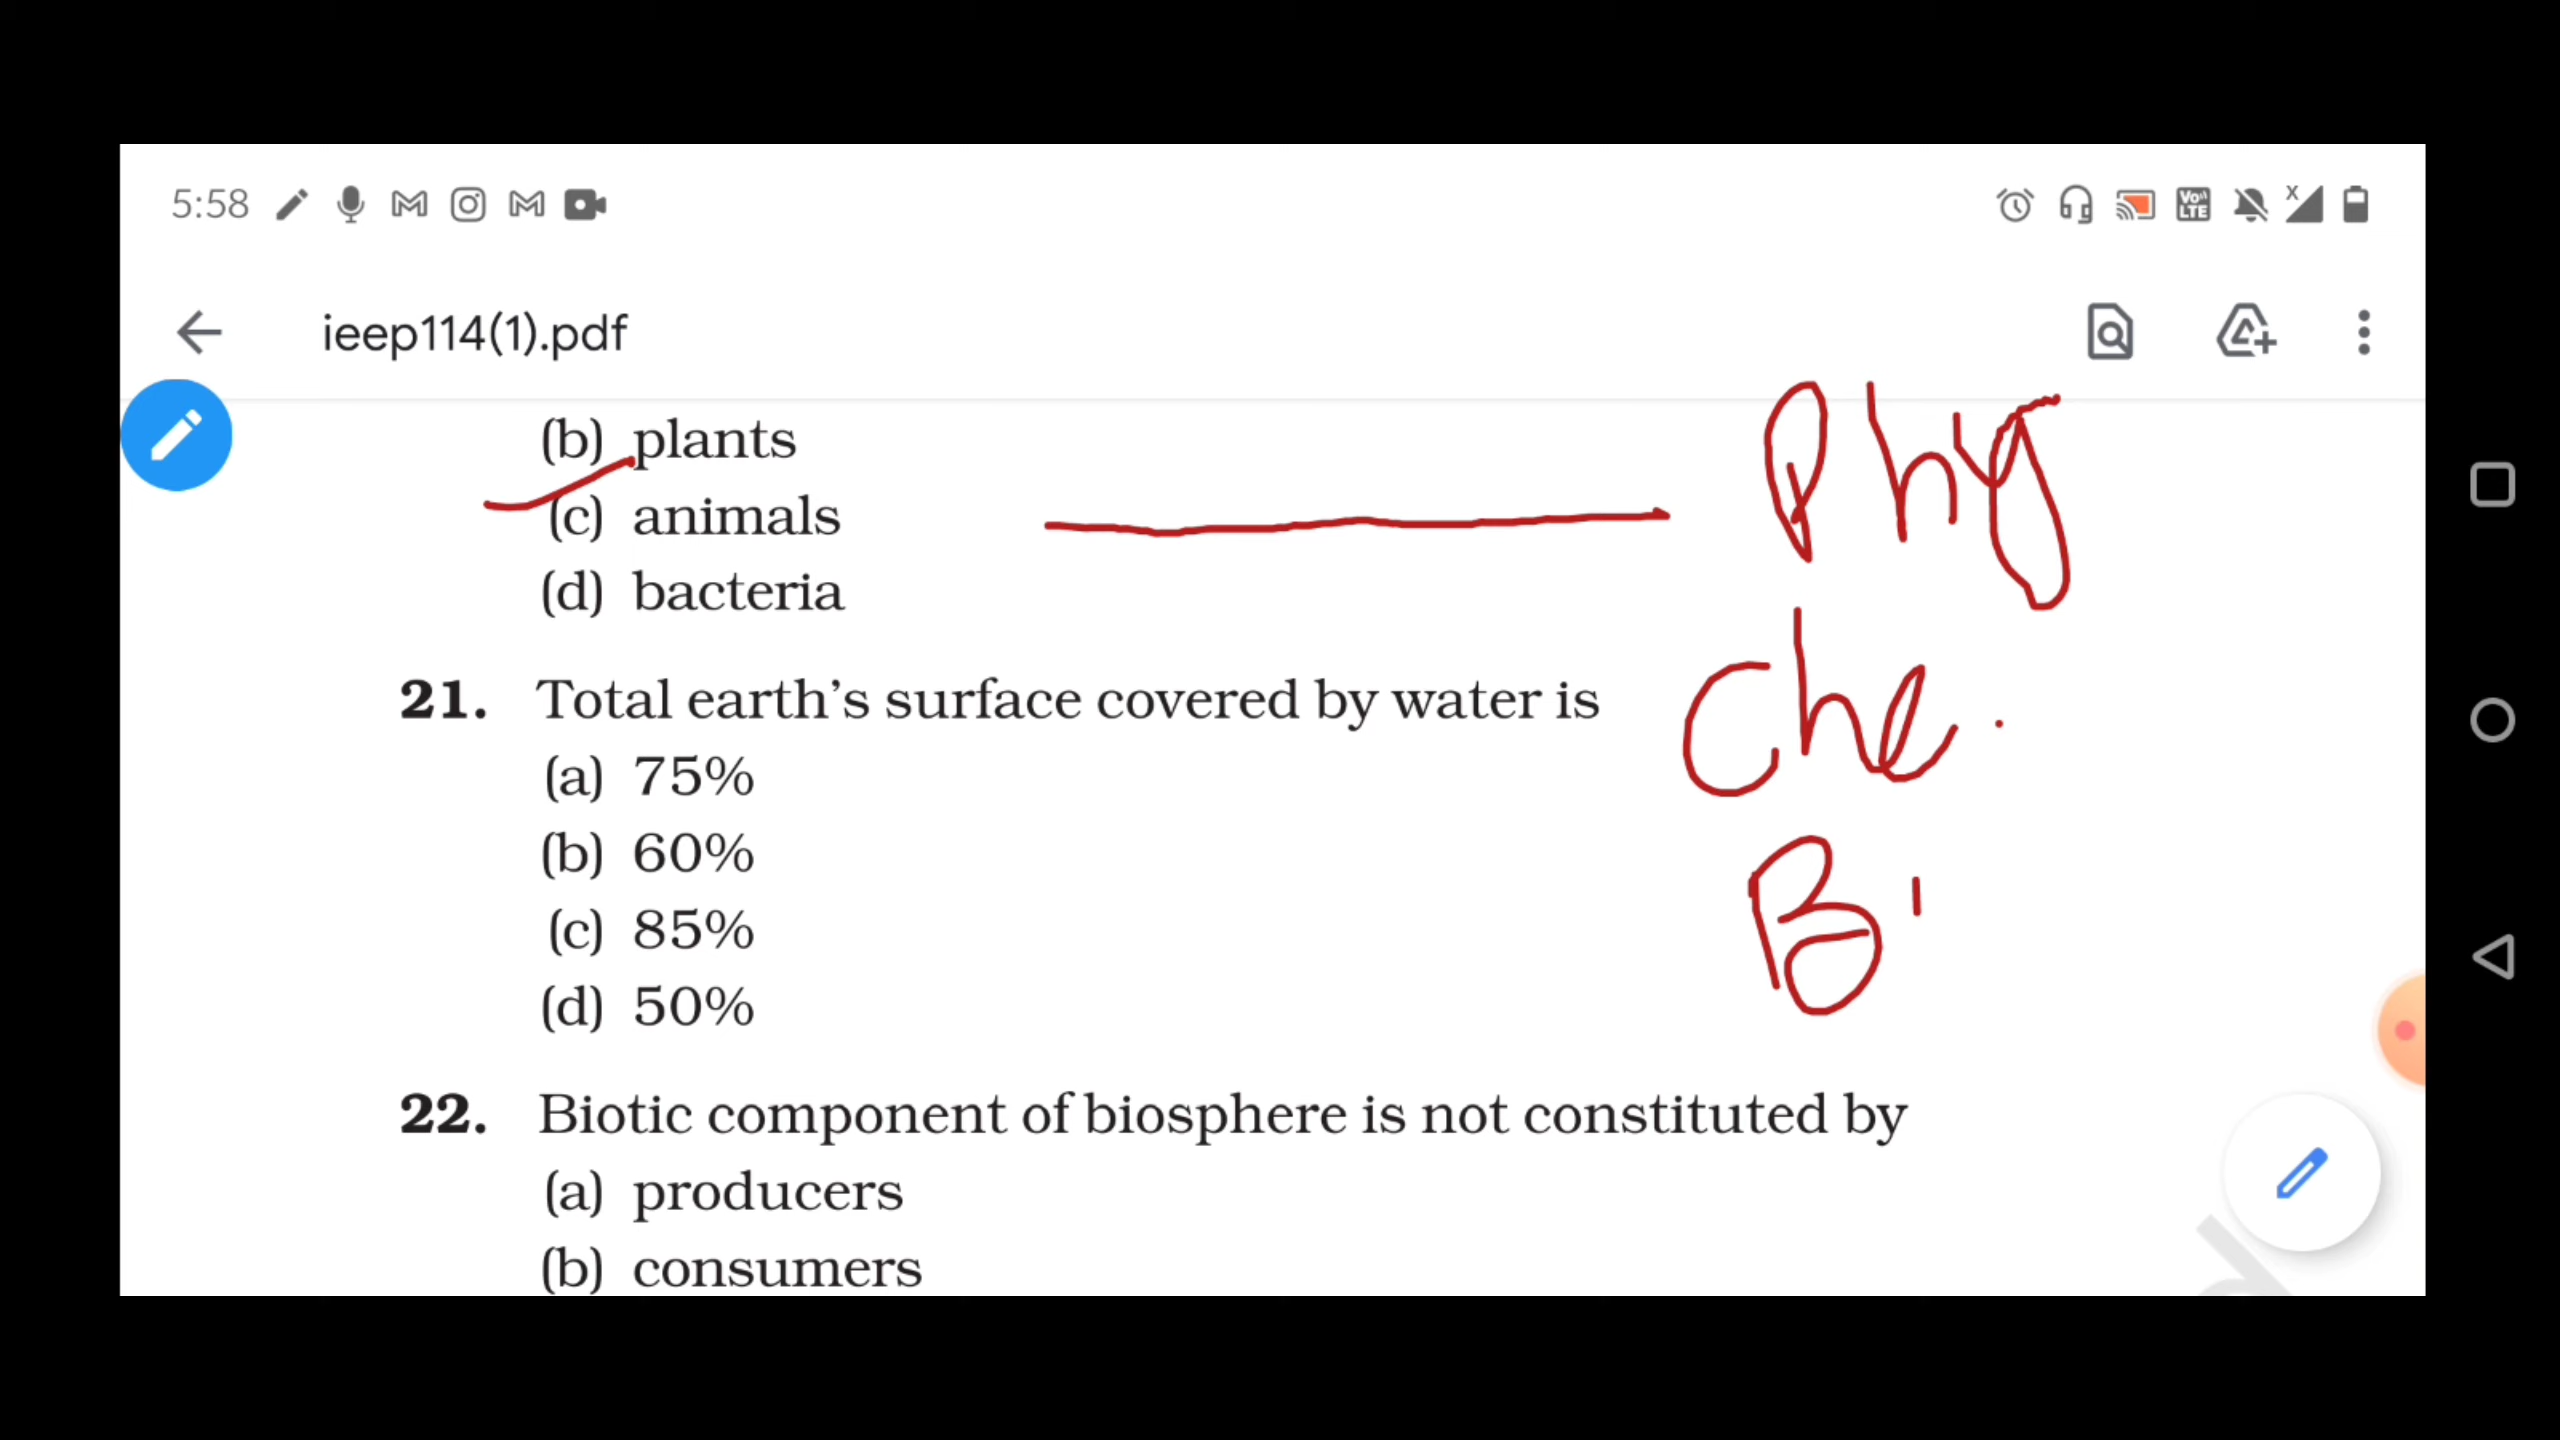 5:58
ieep114(1).pdf
(b) plants
(c) animals
(d) bacteria
Phy
Che.
Bi
21. Total earth's surface covered by water is
(a) 75%
(b) 60%
(c) 85%
(d) 50%
22. Biotic component of biosphere is not constituted by
(a) producers
(b) consumers